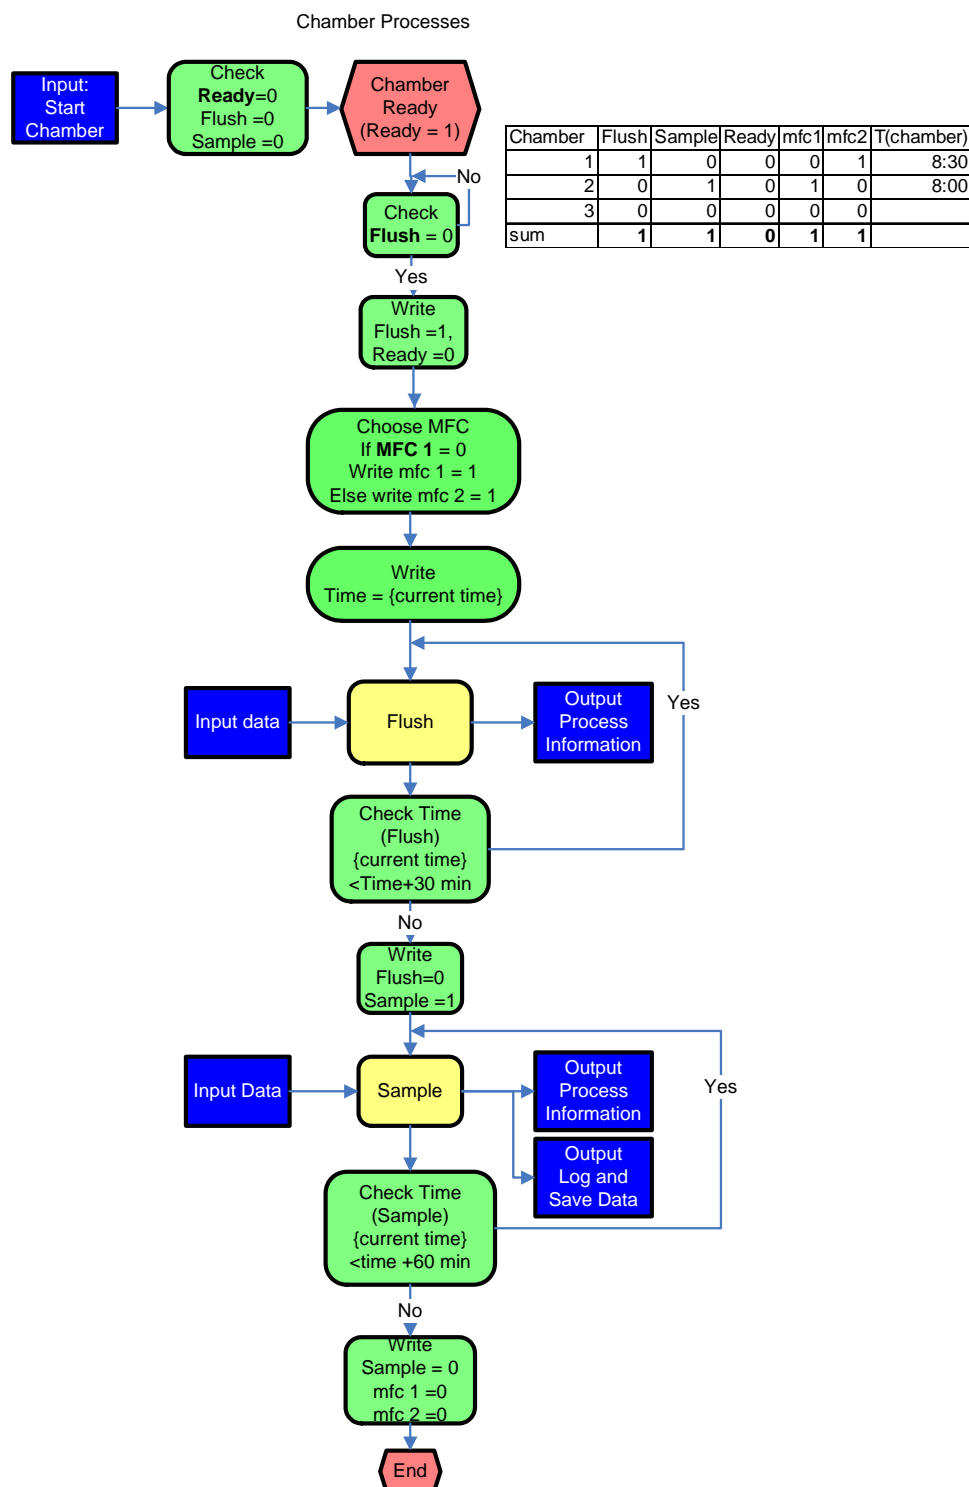 Chamber Processes
Input:
Start
Chamber
Check
Ready=0
Flush =0
Sample =0
Chamber
Ready
(Ready = 1)
Chamber Flush Sample Ready mfc1 mfc2 T(chamber)
1 1 0 0 0 1 8:30
2 0 1 0 1 0 8:00
3 0 0 0 0 0
sum 1 1 0 1 1
No
Check
Flush = 0
Yes
Write
Flush =1,
Ready =0
Choose MFC
If MFC 1 = 0
Write mfc 1 = 1
Else write mfc 2 = 1
Write
Time = {current time}
Input data
Flush
Output
Process
Information
Yes
Check Time
(Flush)
{current time}
<Time+30 min
No
Write
Flush=0
Sample =1
Input Data
Sample
Output
Process
Information
Yes
Output
Log and
Save Data
Check Time
(Sample)
{current time}
<time +60 min
No
Write
Sample = 0
mfc 1 =0
mfc 2 =0
End